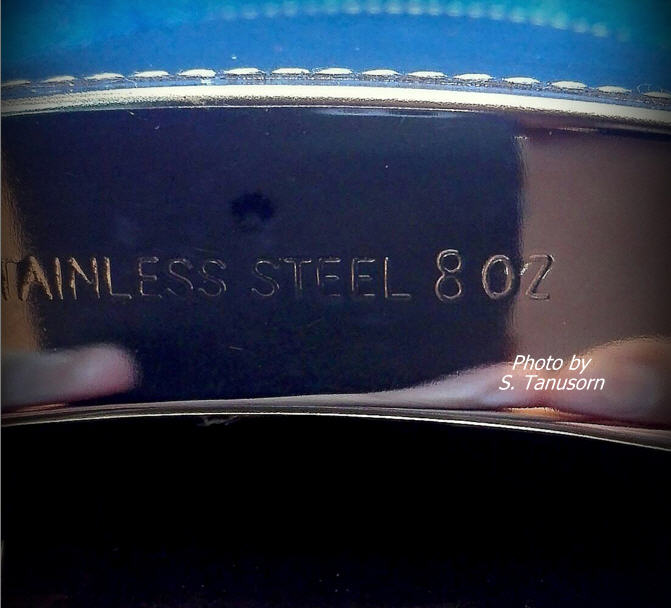 TAINLESS STEEL 8 OZ
Photo by
S. Tanusorn